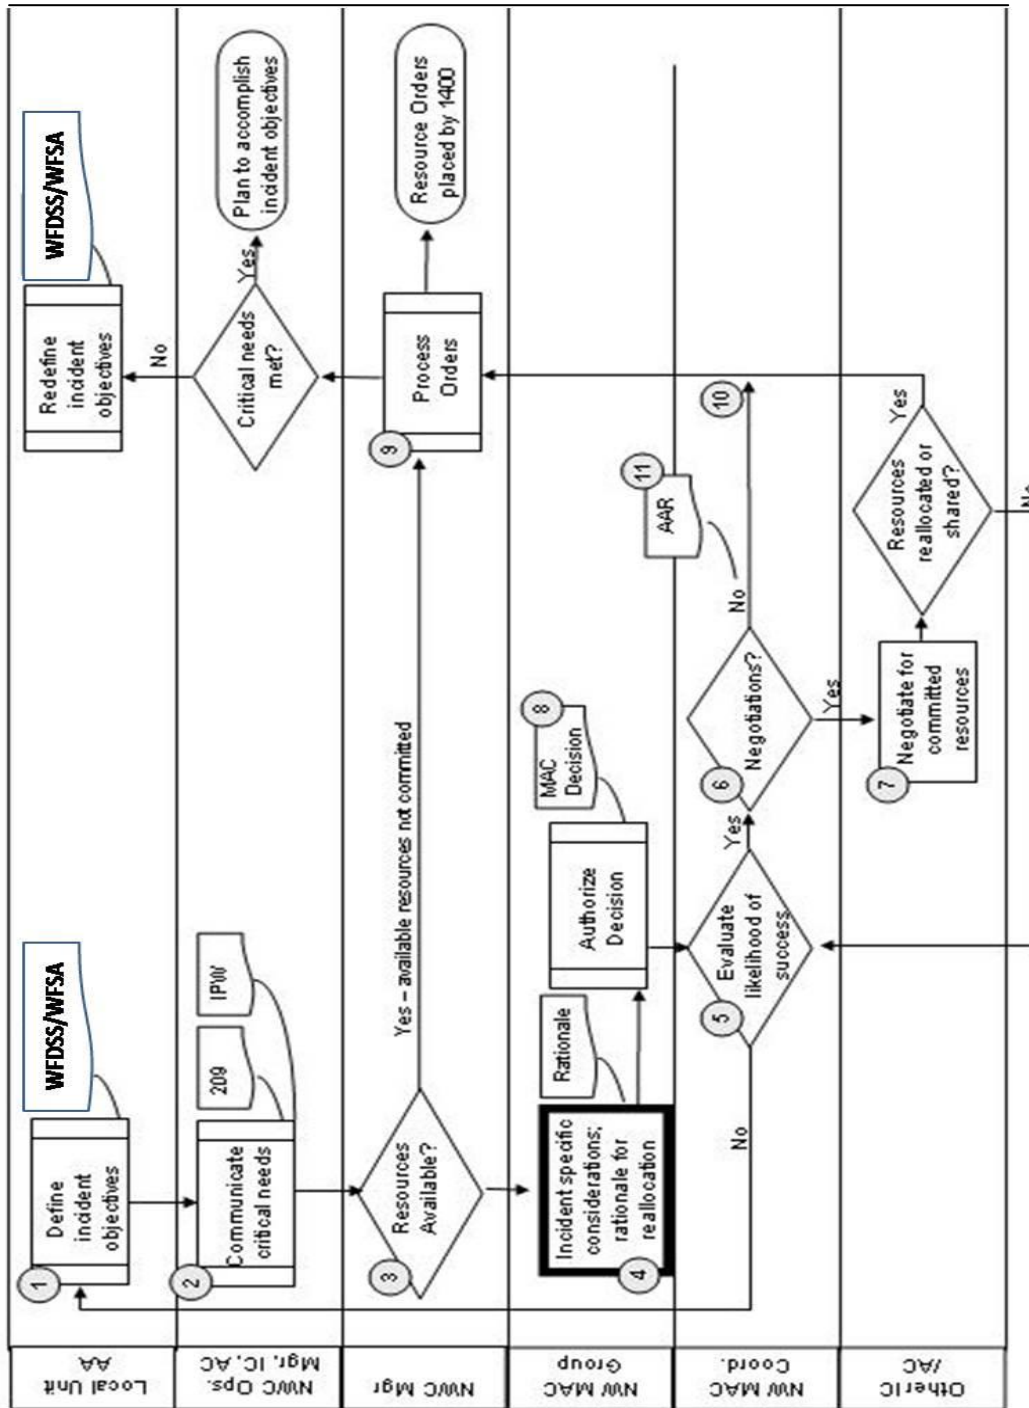 Local Unit
AA
WFDSS/WFSA
1
Define
incident
objectives
WFDSS/WFSA
Redefine
incident
objectives
No
NWC Ops.
Mgr, IC, AC
209
IPW
2
Communicate
critical needs
Critical needs
met?
Yes
Plan to accomplish
incident objectives
NWC Mgr
3
Resources
Available?
Yes – available resources not committed
9
Process
Orders
Resource Orders
placed by 1400
NW MAC
Group
4
Incident specific
considerations;
rationale for
reallocation
Rationale
Authorize
Decision
MAC
Decision
8
AAR
11
NW MAC
Coord.
No
5
Evaluate
likelihood of
success
Yes
6
Negotiations?
No
Yes
10
Other IC
/AC
7
Negotiate for
committed
resources
Resources
reallocated or
shared?
Yes
No